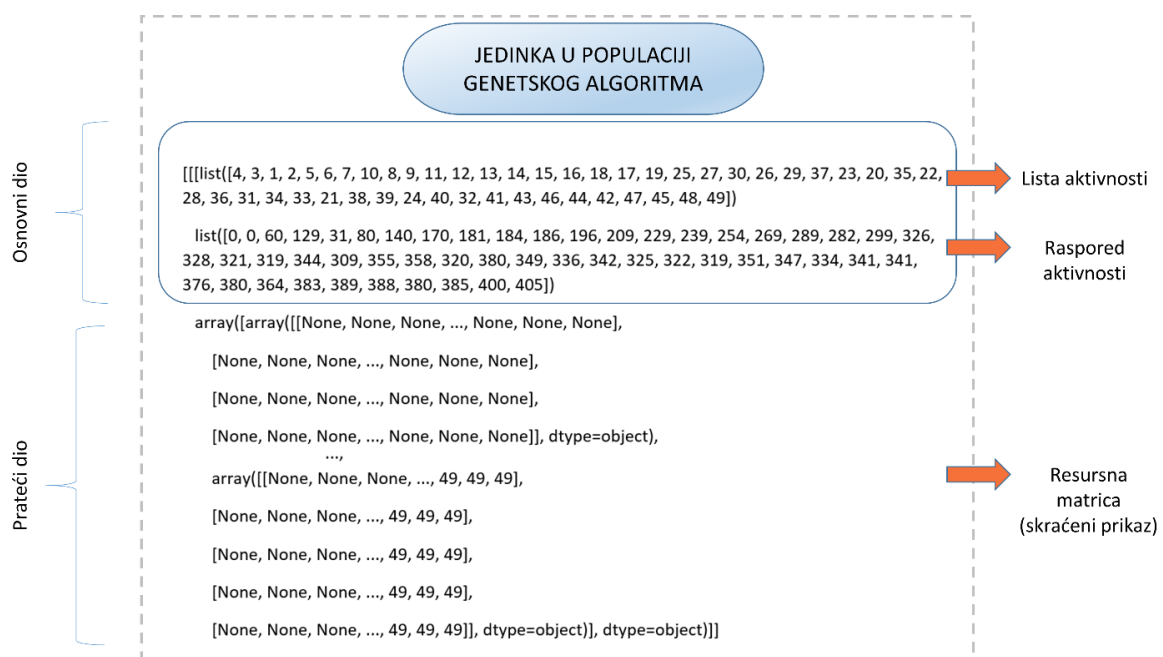 JEDINKA U POPULACIJI
GENETSKOG ALGORITMA
Osnovni dio
[[[list([4, 3, 1, 2, 5, 6, 7, 10, 8, 9, 11, 12, 13, 14, 15, 16, 18, 17, 19, 25, 27, 30, 26, 29, 37, 23, 20, 35, 22,
28, 36, 31, 34, 33, 21, 38, 39, 24, 40, 32, 41, 43, 46, 44, 42, 47, 45, 48, 49])
Lista aktivnosti
list([0, 0, 60, 129, 31, 80, 140, 170, 181, 184, 186, 196, 209, 229, 239, 254, 269, 289, 282, 299, 326,
328, 321, 319, 344, 309, 355, 358, 320, 380, 349, 336, 342, 325, 322, 319, 351, 347, 334, 341, 341,
376, 380, 364, 383, 389, 388, 380, 385, 400, 405])
Raspored
aktivnosti
Prateći dio
array([array([[None, None, None, ..., None, None, None],
[None, None, None, ..., None, None, None],
[None, None, None, ..., None, None, None],
[None, None, None, ..., None, None, None]], dtype=object),
...,
array([[None, None, None, ..., 49, 49, 49],
[None, None, None, ..., 49, 49, 49],
[None, None, None, ..., 49, 49, 49],
[None, None, None, ..., 49, 49, 49],
[None, None, None, ..., 49, 49, 49]], dtype=object)], dtype=object)]]
Resursna
matrica
(skraćeni prikaz)